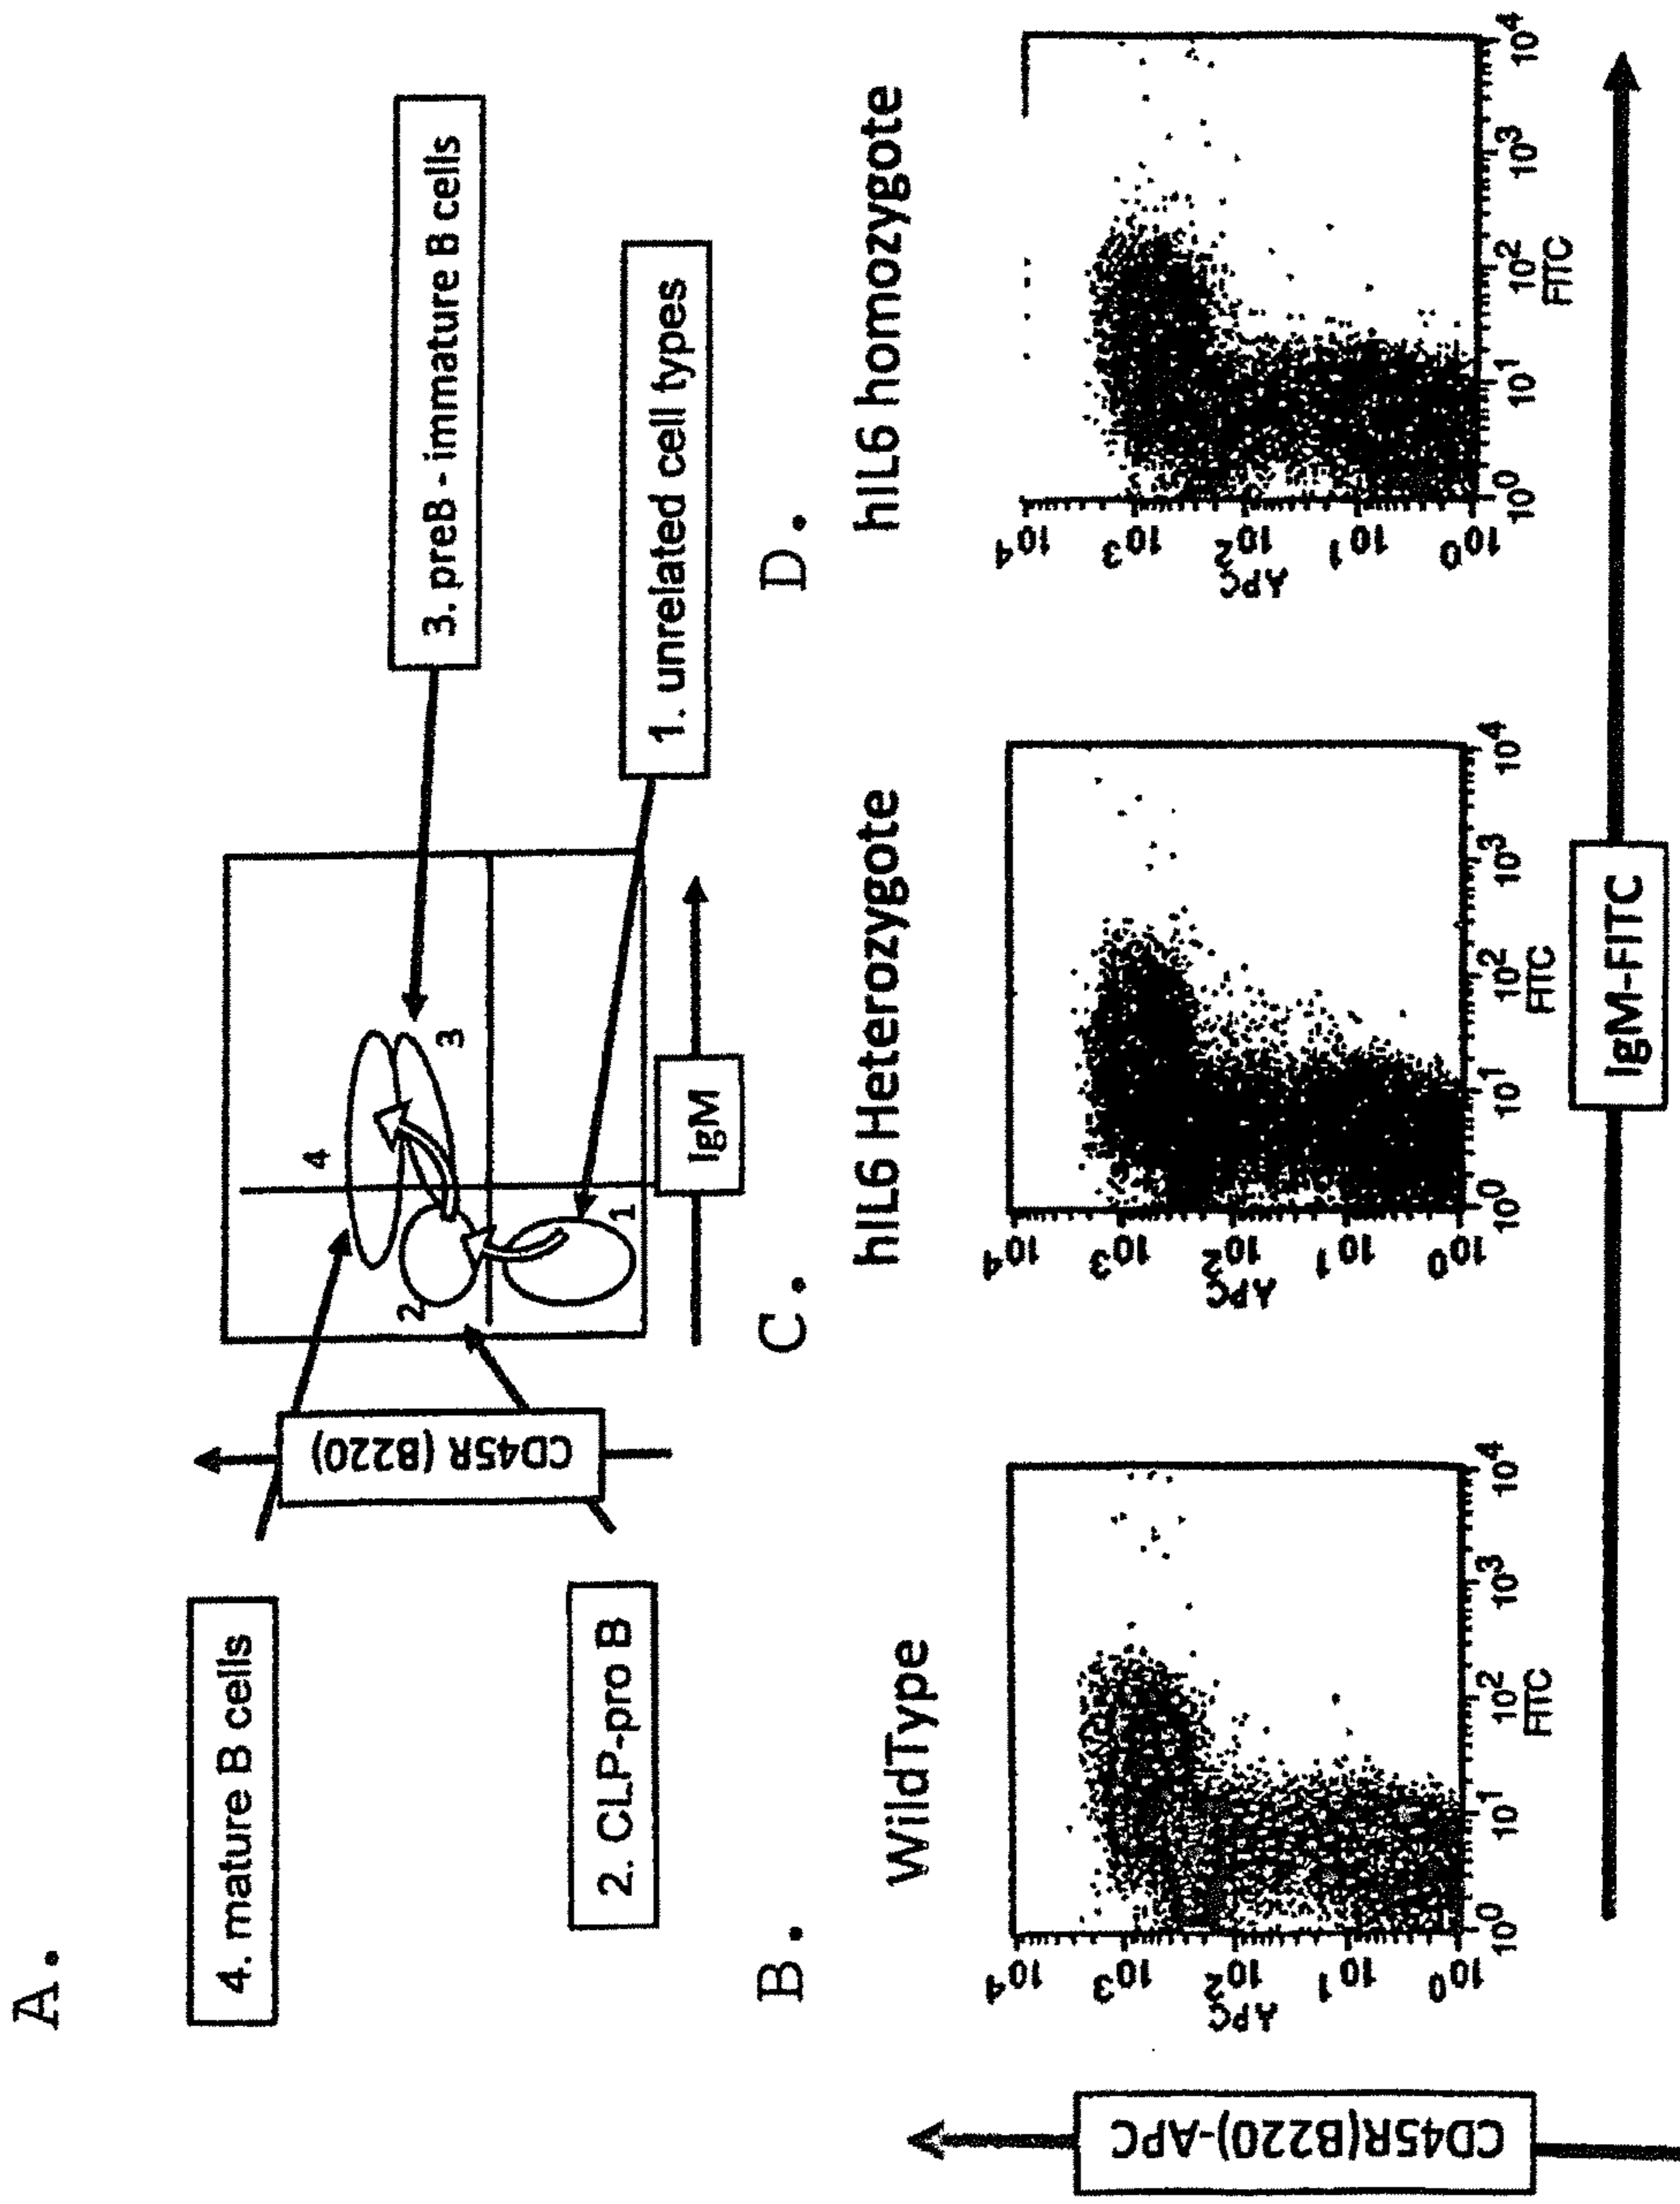 A.
4. mature B cells
3. preB - immature B cells
CD45R (B220)
4
2
3
1
2. CLP-pro B
1. unrelated cell types
IgM
B.
C.
D.
WildType
hIL6 Heterozygote
hIL6 homozygote
10⁴
10³
10²
10¹
10⁰
APC
10⁰
10¹
10²
10³
10⁴
FITC
10⁴
10³
10²
10¹
10⁰
APC
10⁰
10¹
10²
10³
10⁴
FITC
10⁴
10³
10²
10¹
10⁰
APC
10⁰
10¹
10²
10³
10⁴
FITC
CD45R(B220)-APC
IgM-FITC